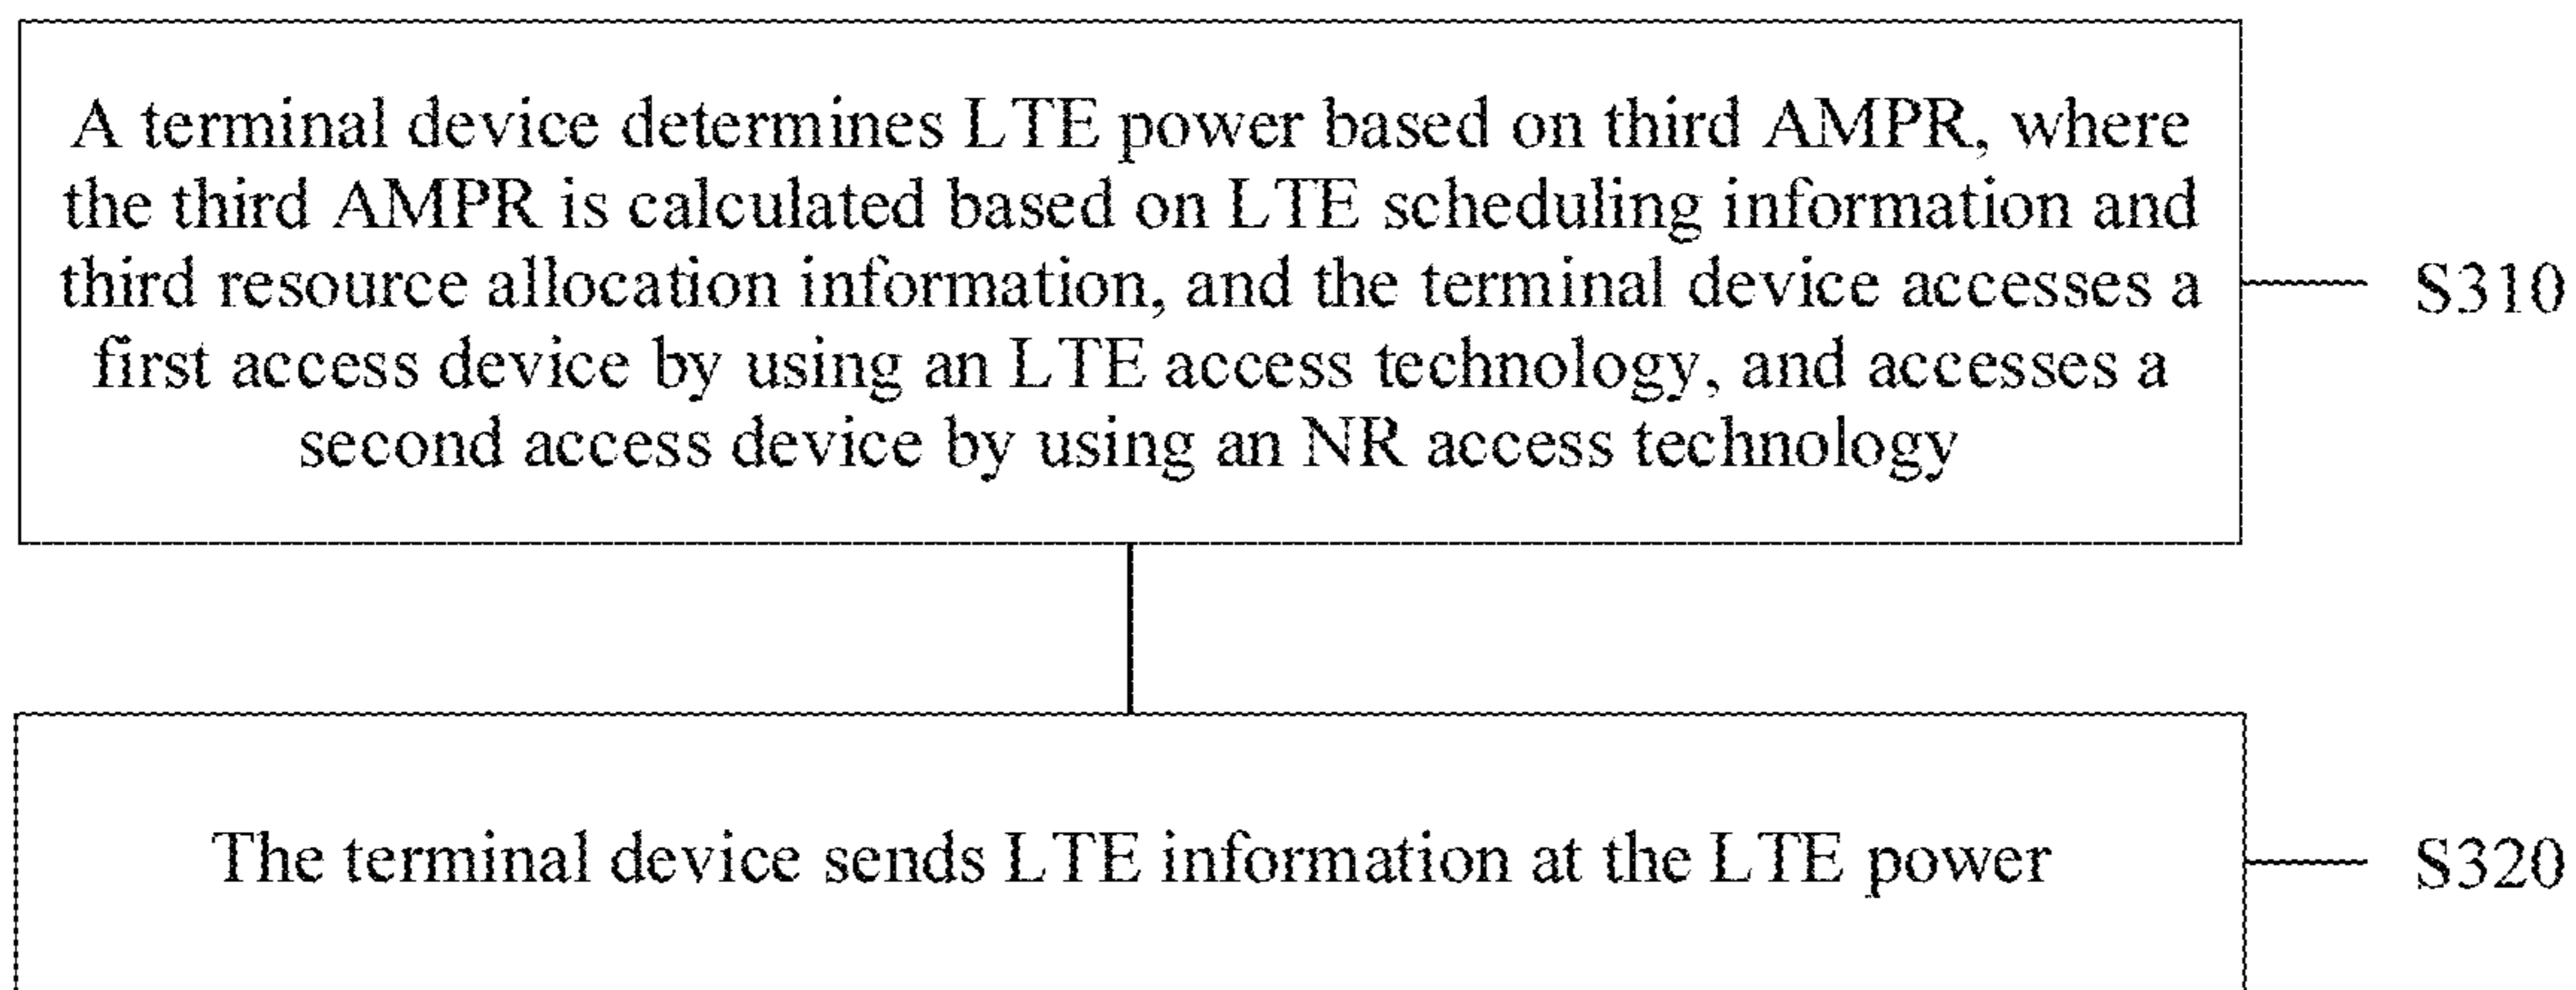 A terminal device determines LTE power based on third AMPR, where
the third AMPR is calculated based on LTE scheduling information and
third resource allocation information, and the terminal device accesses a
first access device by using an LTE access technology, and accesses a
second access device by using an NR access technology
S310
The terminal device sends LTE information at the LTE power
S320